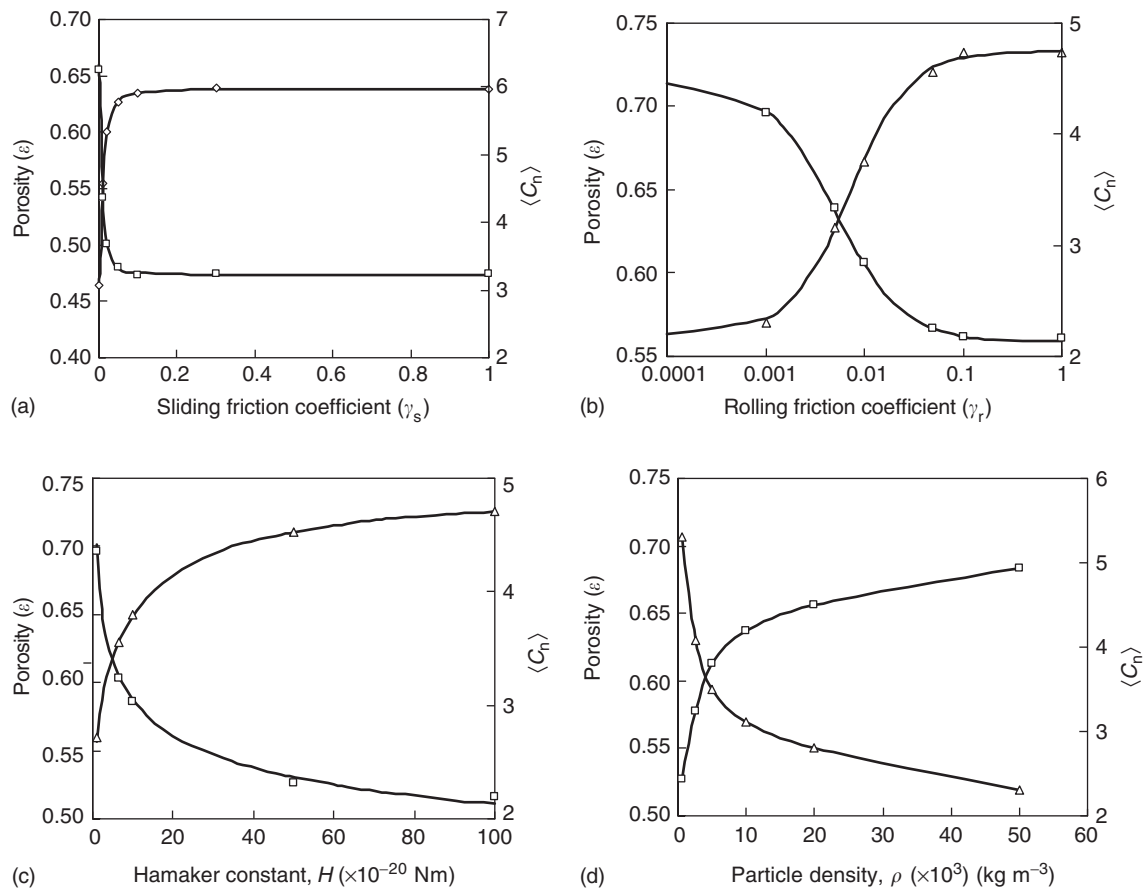 0.70
0.65
0.60
0.55
0.50
0.45
0.40
Porosity (ε)
7
6
5
4
3
2
⟨Cn⟩
0 0.2 0.4 0.6 0.8 1
(a) Sliding friction coefficient (γs)
0.75
0.70
0.65
0.60
0.55
Porosity (ε)
5
4
3
2
⟨Cn⟩
0.0001 0.001 0.01 0.1 1
(b) Rolling friction coefficient (γr)
0.75
0.70
0.65
0.60
0.55
0.50
Porosity (ε)
5
4
3
2
⟨Cn⟩
0 20 40 60 80 100
(c) Hamaker constant, H (×10⁻²⁰ Nm)
0.75
0.70
0.65
0.60
0.55
0.50
Porosity (ε)
6
5
4
3
2
⟨Cn⟩
0 10 20 30 40 50 60
(d) Particle density, ρ (×10³) (kg m⁻³)